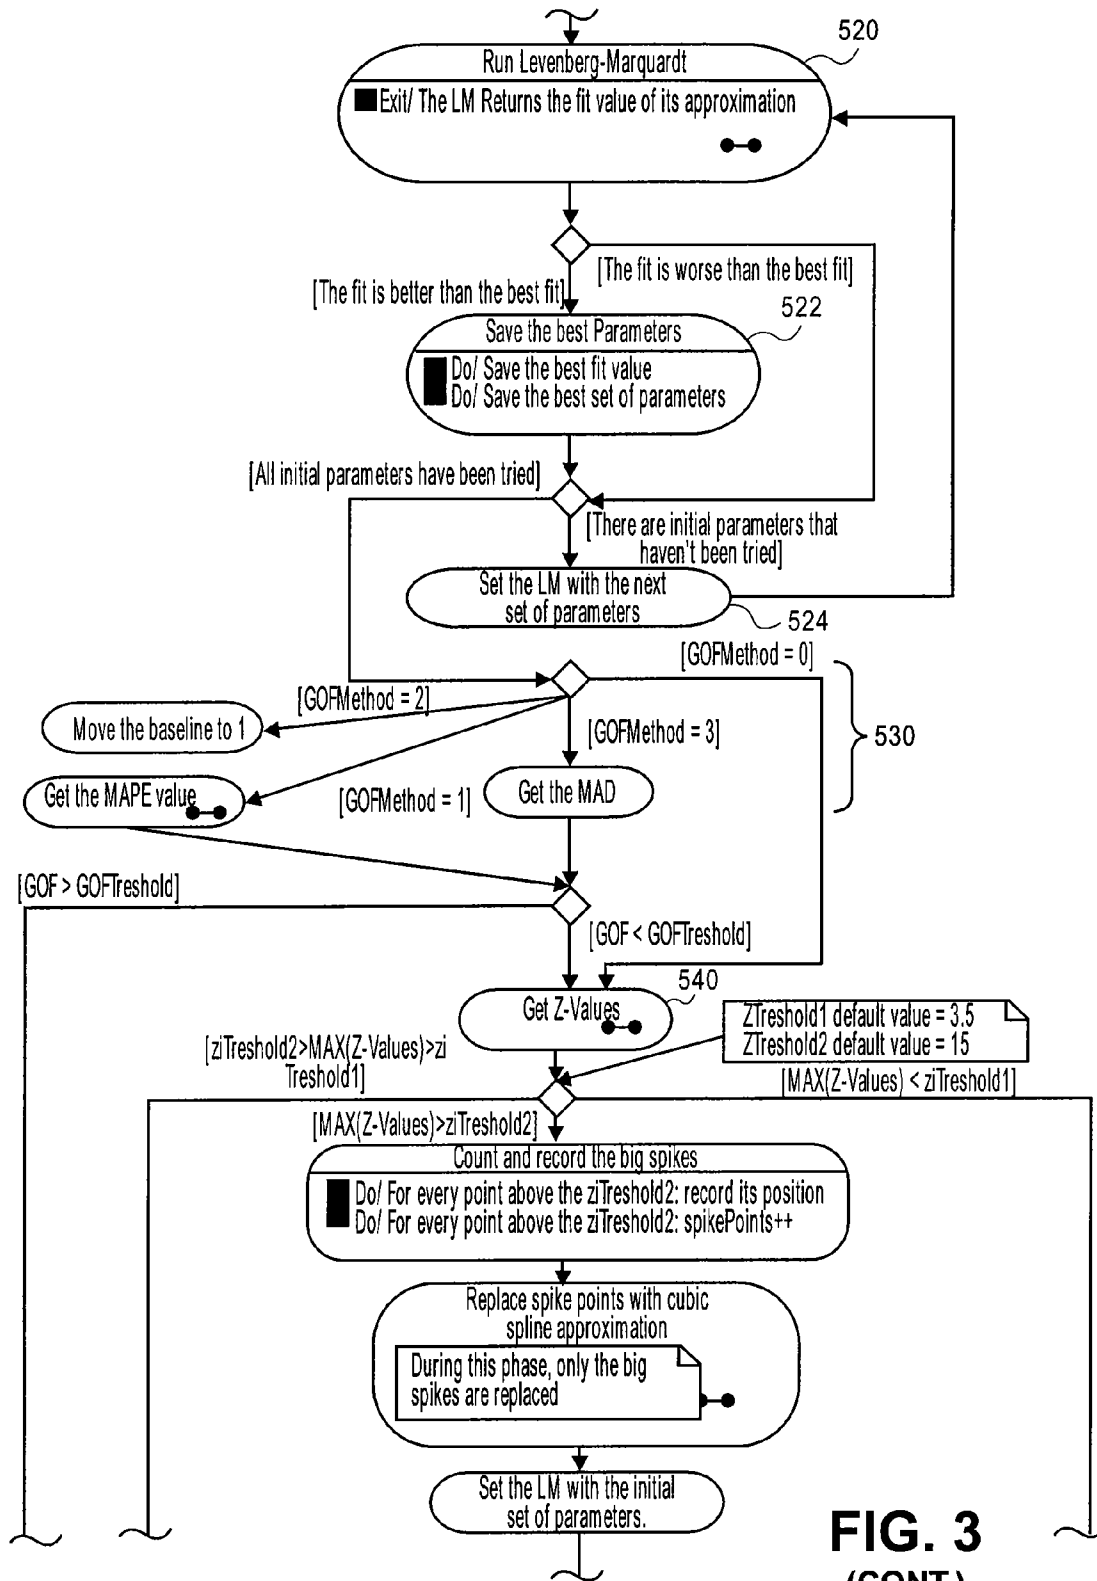 520
Run Levenberg-Marquardt
Exit/ The LM Returns the fit value of its approximation
[The fit is worse than the best fit]
[The fit is better than the best fit]
522
Save the best Parameters
Do/ Save the best fit value
Do/ Save the best set of parameters
[All initial parameters have been tried]
[There are initial parameters that
haven't been tried]
Set the LM with the next
set of parameters
524
[GOFMethod = 0]
[GOFMethod = 2]
Move the baseline to 1
[GOFMethod = 3]
530
Get the MAPE value
[GOFMethod = 1]
Get the MAD
[GOF > GOFTreshold]
[GOF < GOFTreshold]
540
Get Z-Values
ZTreshold1 default value = 3.5
ZTreshold2 default value = 15
[ziTreshold2>MAX(Z-Values)>zi
Treshold1]
[MAX(Z-Values) < ziTreshold1]
[MAX(Z-Values)>ziTreshold2]
Count and record the big spikes
Do/ For every point above the ziTreshold2: record its position
Do/ For every point above the ziTreshold2: spikePoints++
Replace spike points with cubic
spline approximation
During this phase, only the big
spikes are replaced
Set the LM with the initial
set of parameters.
FIG. 3
(CONT.)